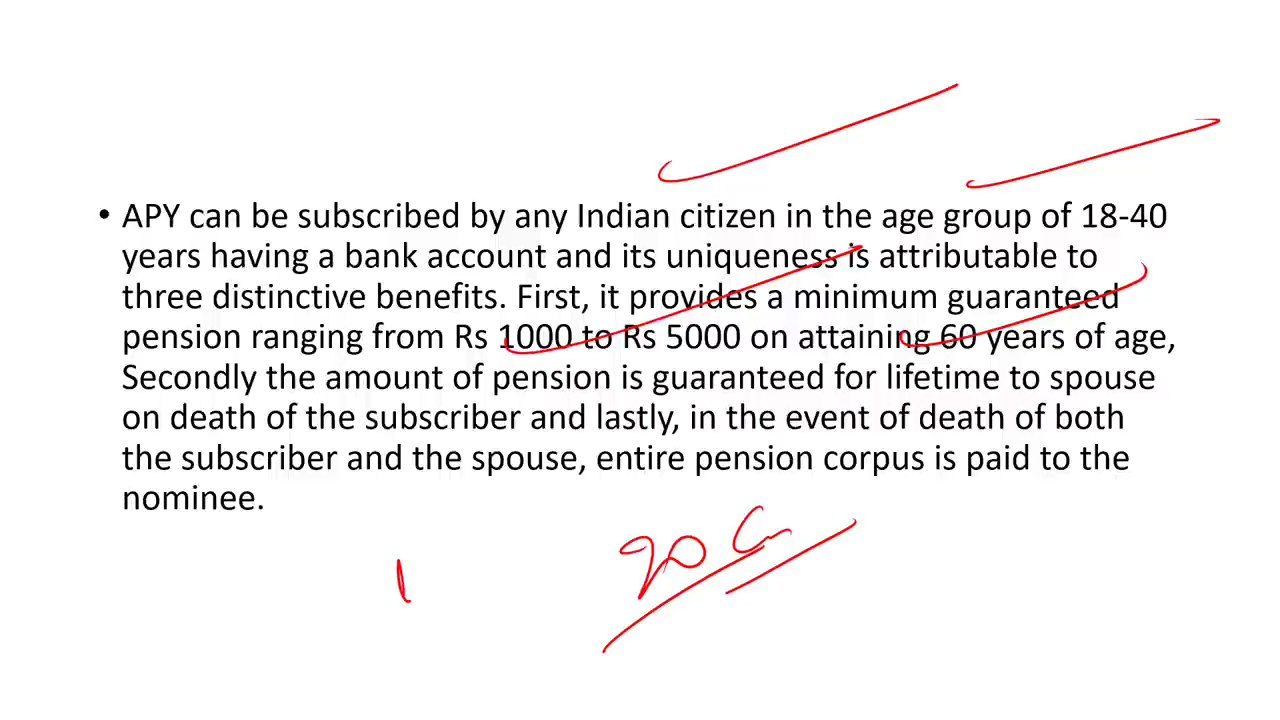 • APY can be subscribed by any Indian citizen in the age group of 18-40
years having a bank account and its uniqueness is attributable to
three distinctive benefits. First, it provides a minimum guaranteed
pension ranging from Rs 1000 to Rs 5000 on attaining 60 years of age,
Secondly the amount of pension is guaranteed for lifetime to spouse
on death of the subscriber and lastly, in the event of death of both
the subscriber and the spouse, entire pension corpus is paid to the
nominee.